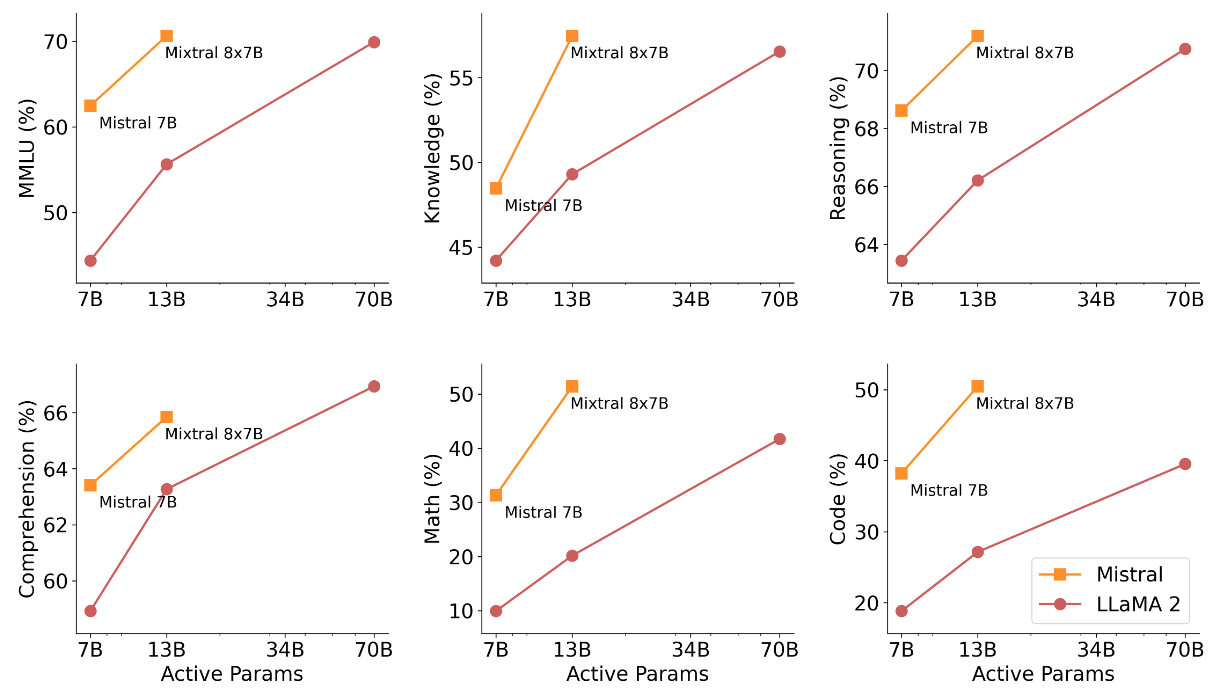 MMLU (%)
70
60
50
Mixtral 8x7B
Mistral 7B
7B 13B 34B 70B
Knowledge (%)
55
50
45
Mixtral 8x7B
Mistral 7B
7B 13B 34B 70B
Reasoning (%)
70
68
66
64
Mixtral 8x7B
Mistral 7B
7B 13B 34B 70B
Comprehension (%)
66
64
62
60
Mixtral 8x7B
Mistral 7B
7B 13B 34B 70B
Active Params
Math (%)
50
40
30
20
10
Mixtral 8x7B
Mistral 7B
7B 13B 34B 70B
Active Params
Code (%)
50
40
30
20
Mixtral 8x7B
Mistral 7B
Mistral
LLaMA 2
7B 13B 34B 70B
Active Params